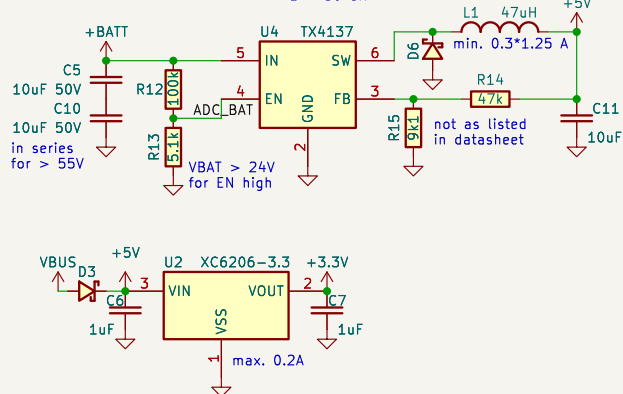 L1 47uH
+5V
+BATT
U4 TX4137
D6
min. 0.3*1.25 A
5 IN SW 6
C5
10uF 50V
R12 100k
R14
47k
4 EN FB 3
ADC_BAT
GND
2
C10
10uF 50V
C11
10uF
R13 5.1k
R15 9k1
not as listed
in datasheet
in series
for > 55V
VBAT > 24V
for EN high
VBUS
D3
+5V
U2 XC6206-3.3
+3.3V
3 VIN VOUT 2
C6
1uF
C7
1uF
VSS
1
max. 0.2A